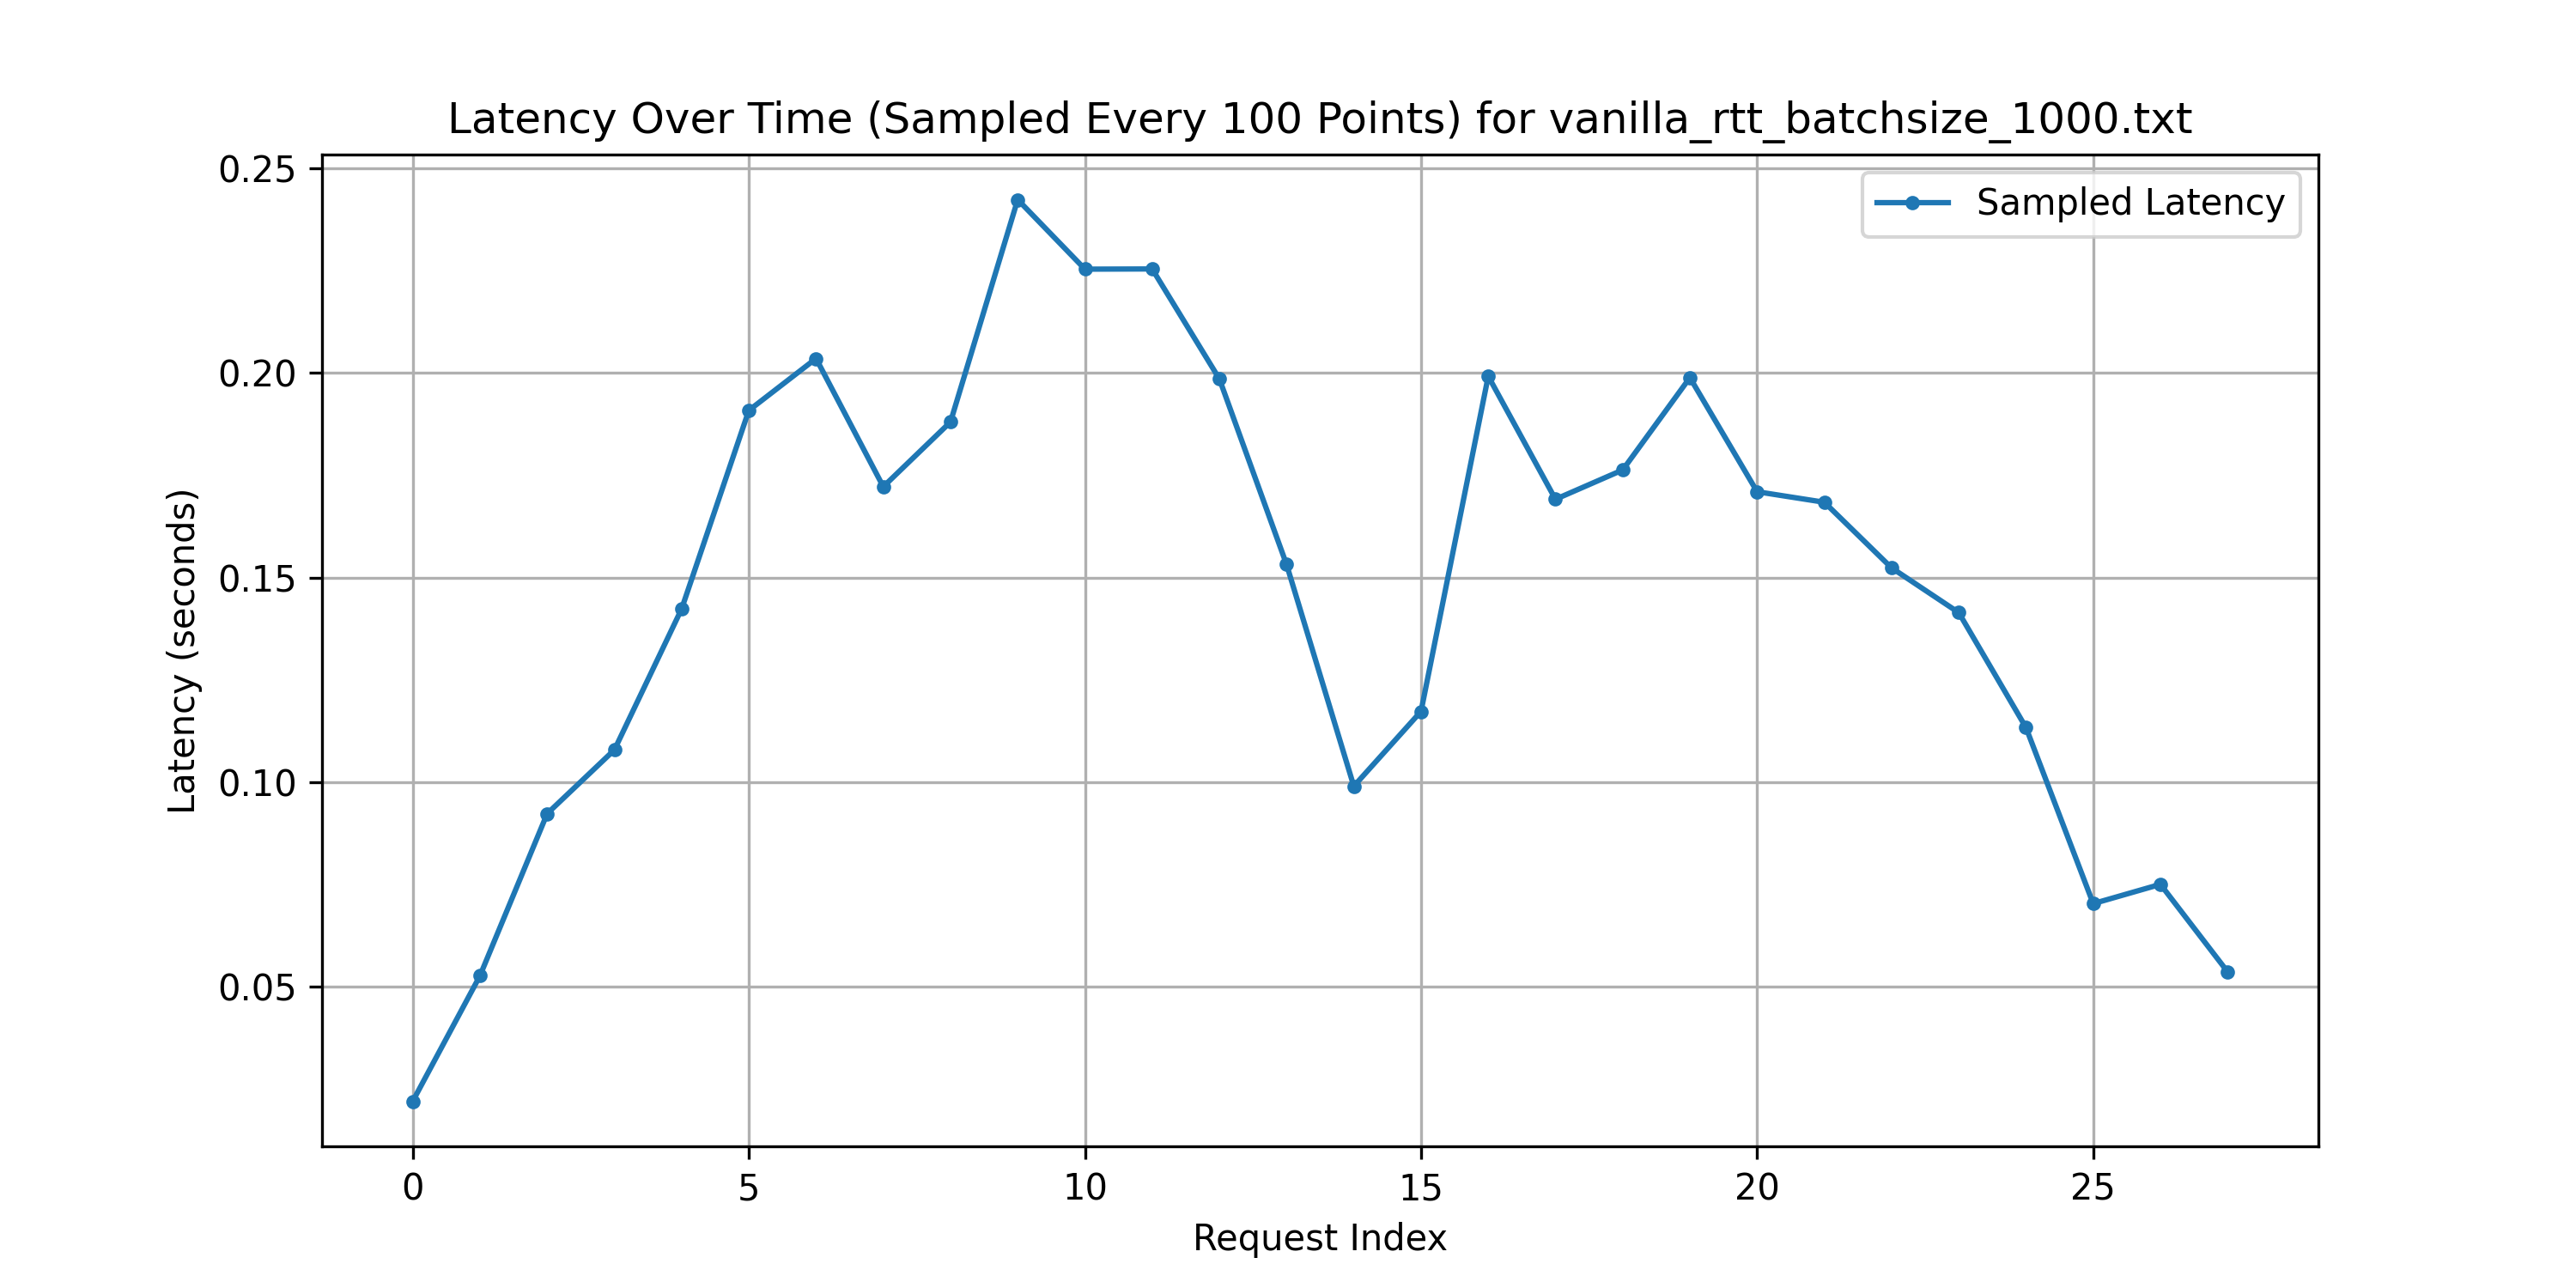 Latency Over Time (Sampled Every 100 Points) for vanilla_rtt_batchsize_1000.txt
Sampled Latency
Latency (seconds)
0.25
0.20
0.15
0.10
0.05
0 5 10 15 20 25
Request Index